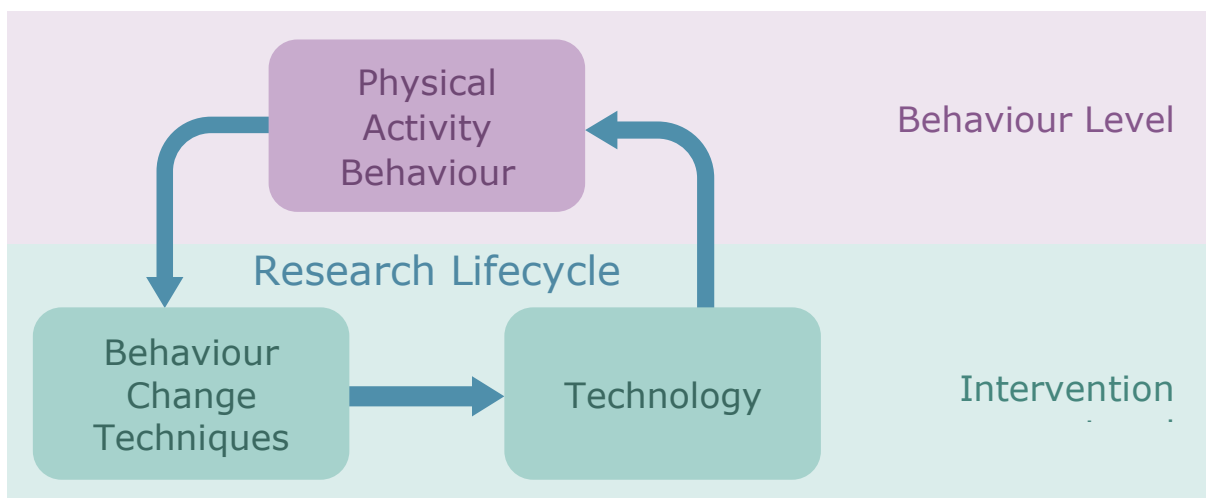 Physical
Activity
Behaviour
Behaviour Level
Research Lifecycle
Behaviour
Change
Techniques
Technology
Intervention